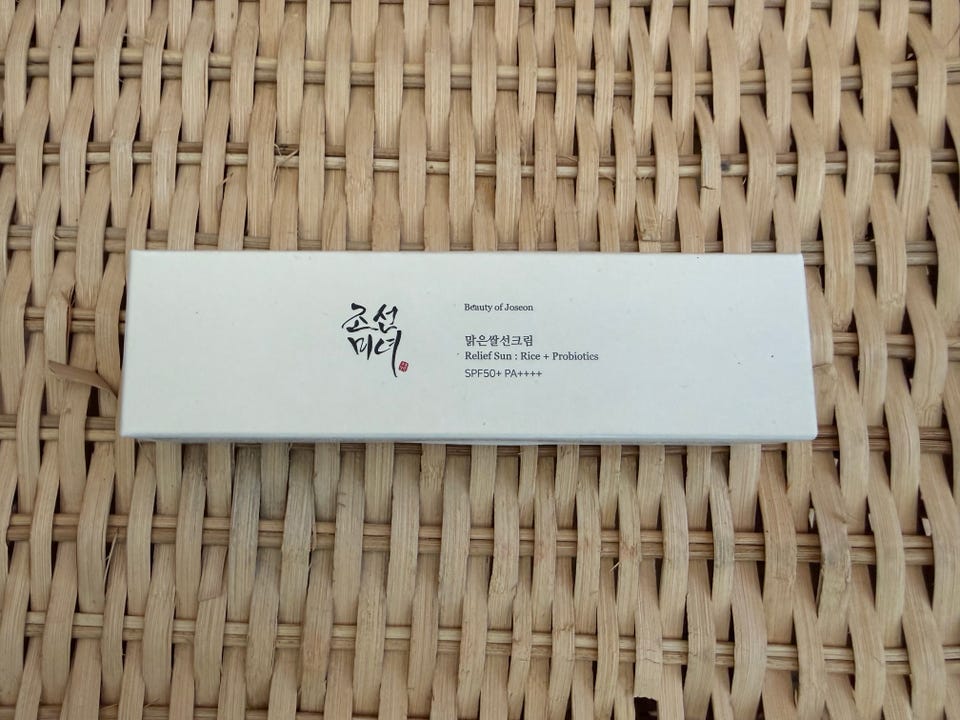 조선
미녀
Beauty of Joseon
맑은쌀선크림
Relief Sun : Rice + Probiotics
SPF50+ PA++++